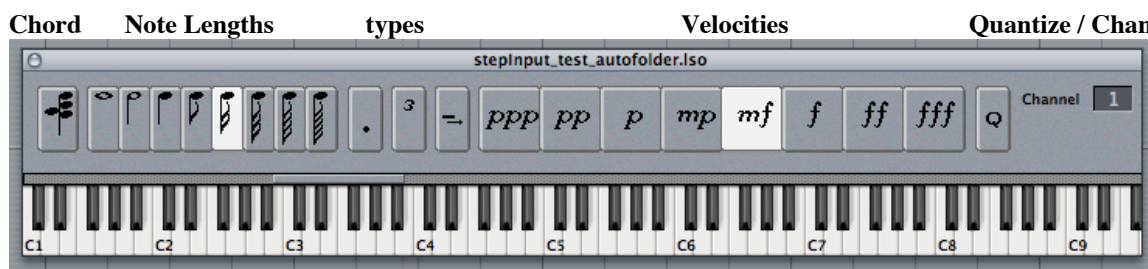 Chord Note Lengths types Velocities Quantize / Chan
stepInput_test_autofolder.lso
3 ppp pp p mp mf f ff fff Q Channel 1
C1 C2 C3 C4 C5 C6 C7 C8 C9